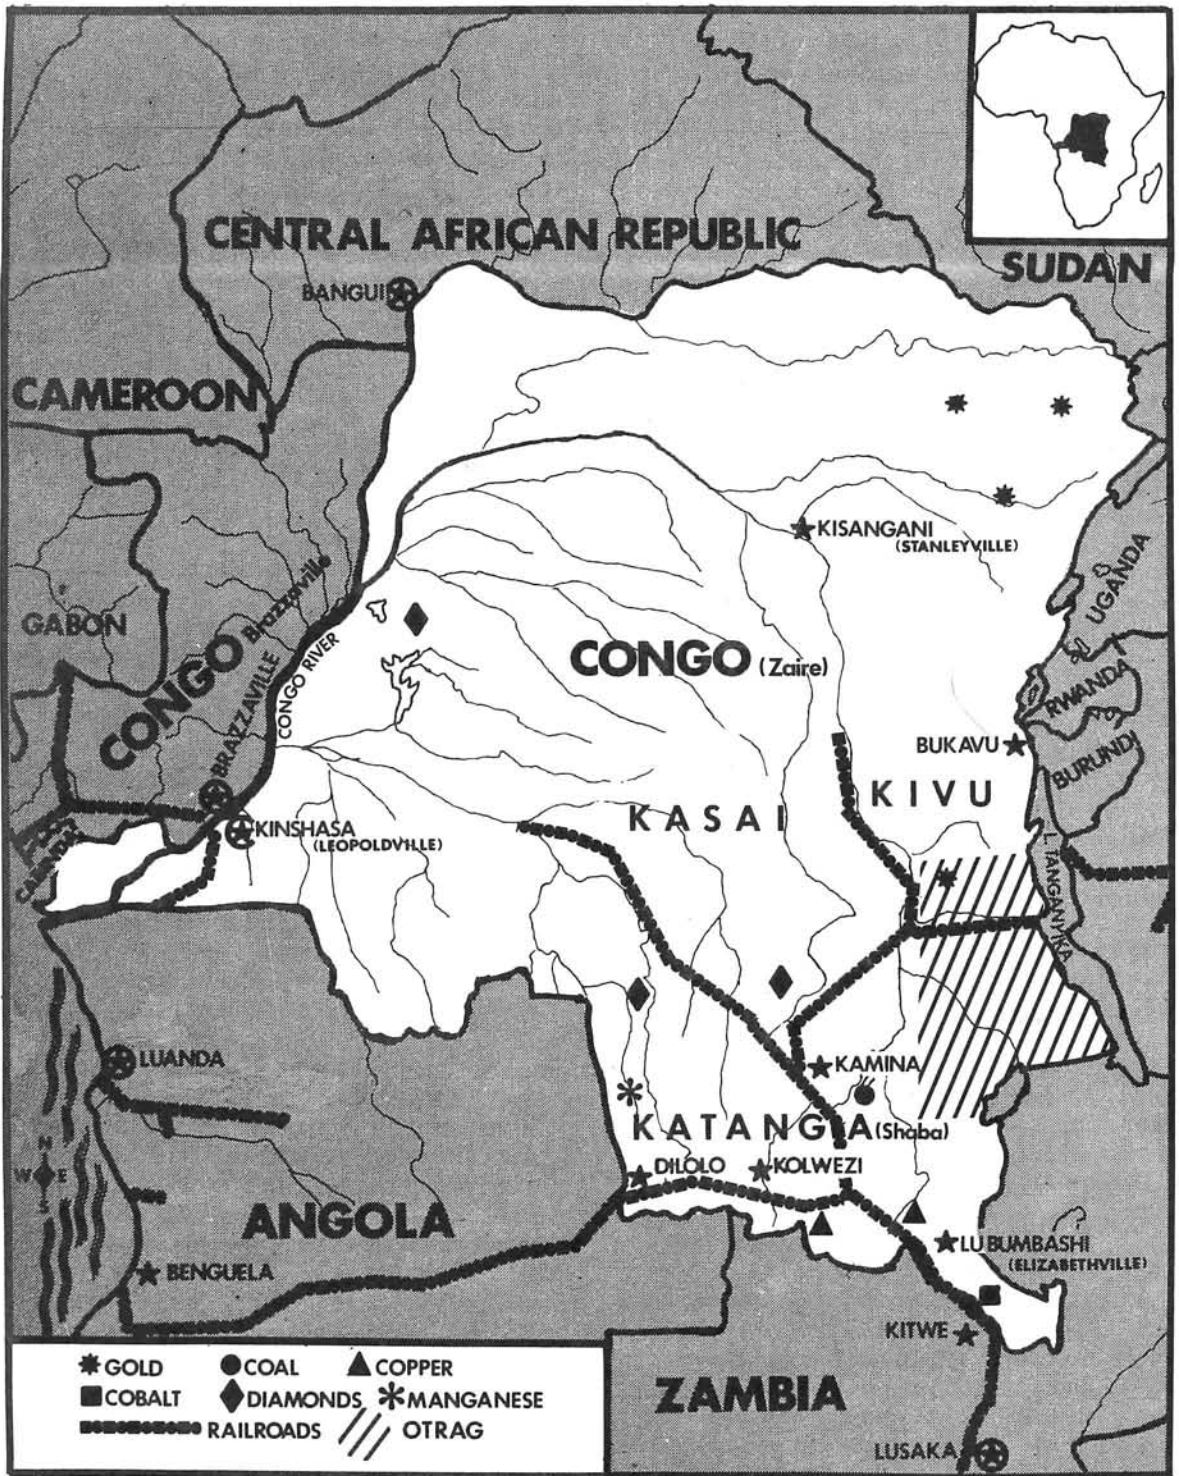 CENTRAL AFRICAN REPUBLIC
SUDAN
BANGUI
CAMEROON
KISANGANI
(STANLEYVILLE)
UGANDA
GABON
CONGO Brazzaville
CONGO RIVER
CONGO (Zaire)
RWANDA
BRAZZAVILLE
BUKAVU
BURUNDI
KIVU
KASAI
KINSHASA
(LEOPOLDVILLE)
CABINDA
L. TANGANYIKA
LUANDA
KAMINA
KATANGA (Shaba)
N
W E
S
DILOLO
KOLWEZI
ANGOLA
LUBUMBASHI
(ELIZABETHVILLE)
BENGUELA
KITWE
ZAMBIA
LUSAKA
GOLD COAL COPPER
COBALT DIAMONDS MANGANESE
RAILROADS OTRAG